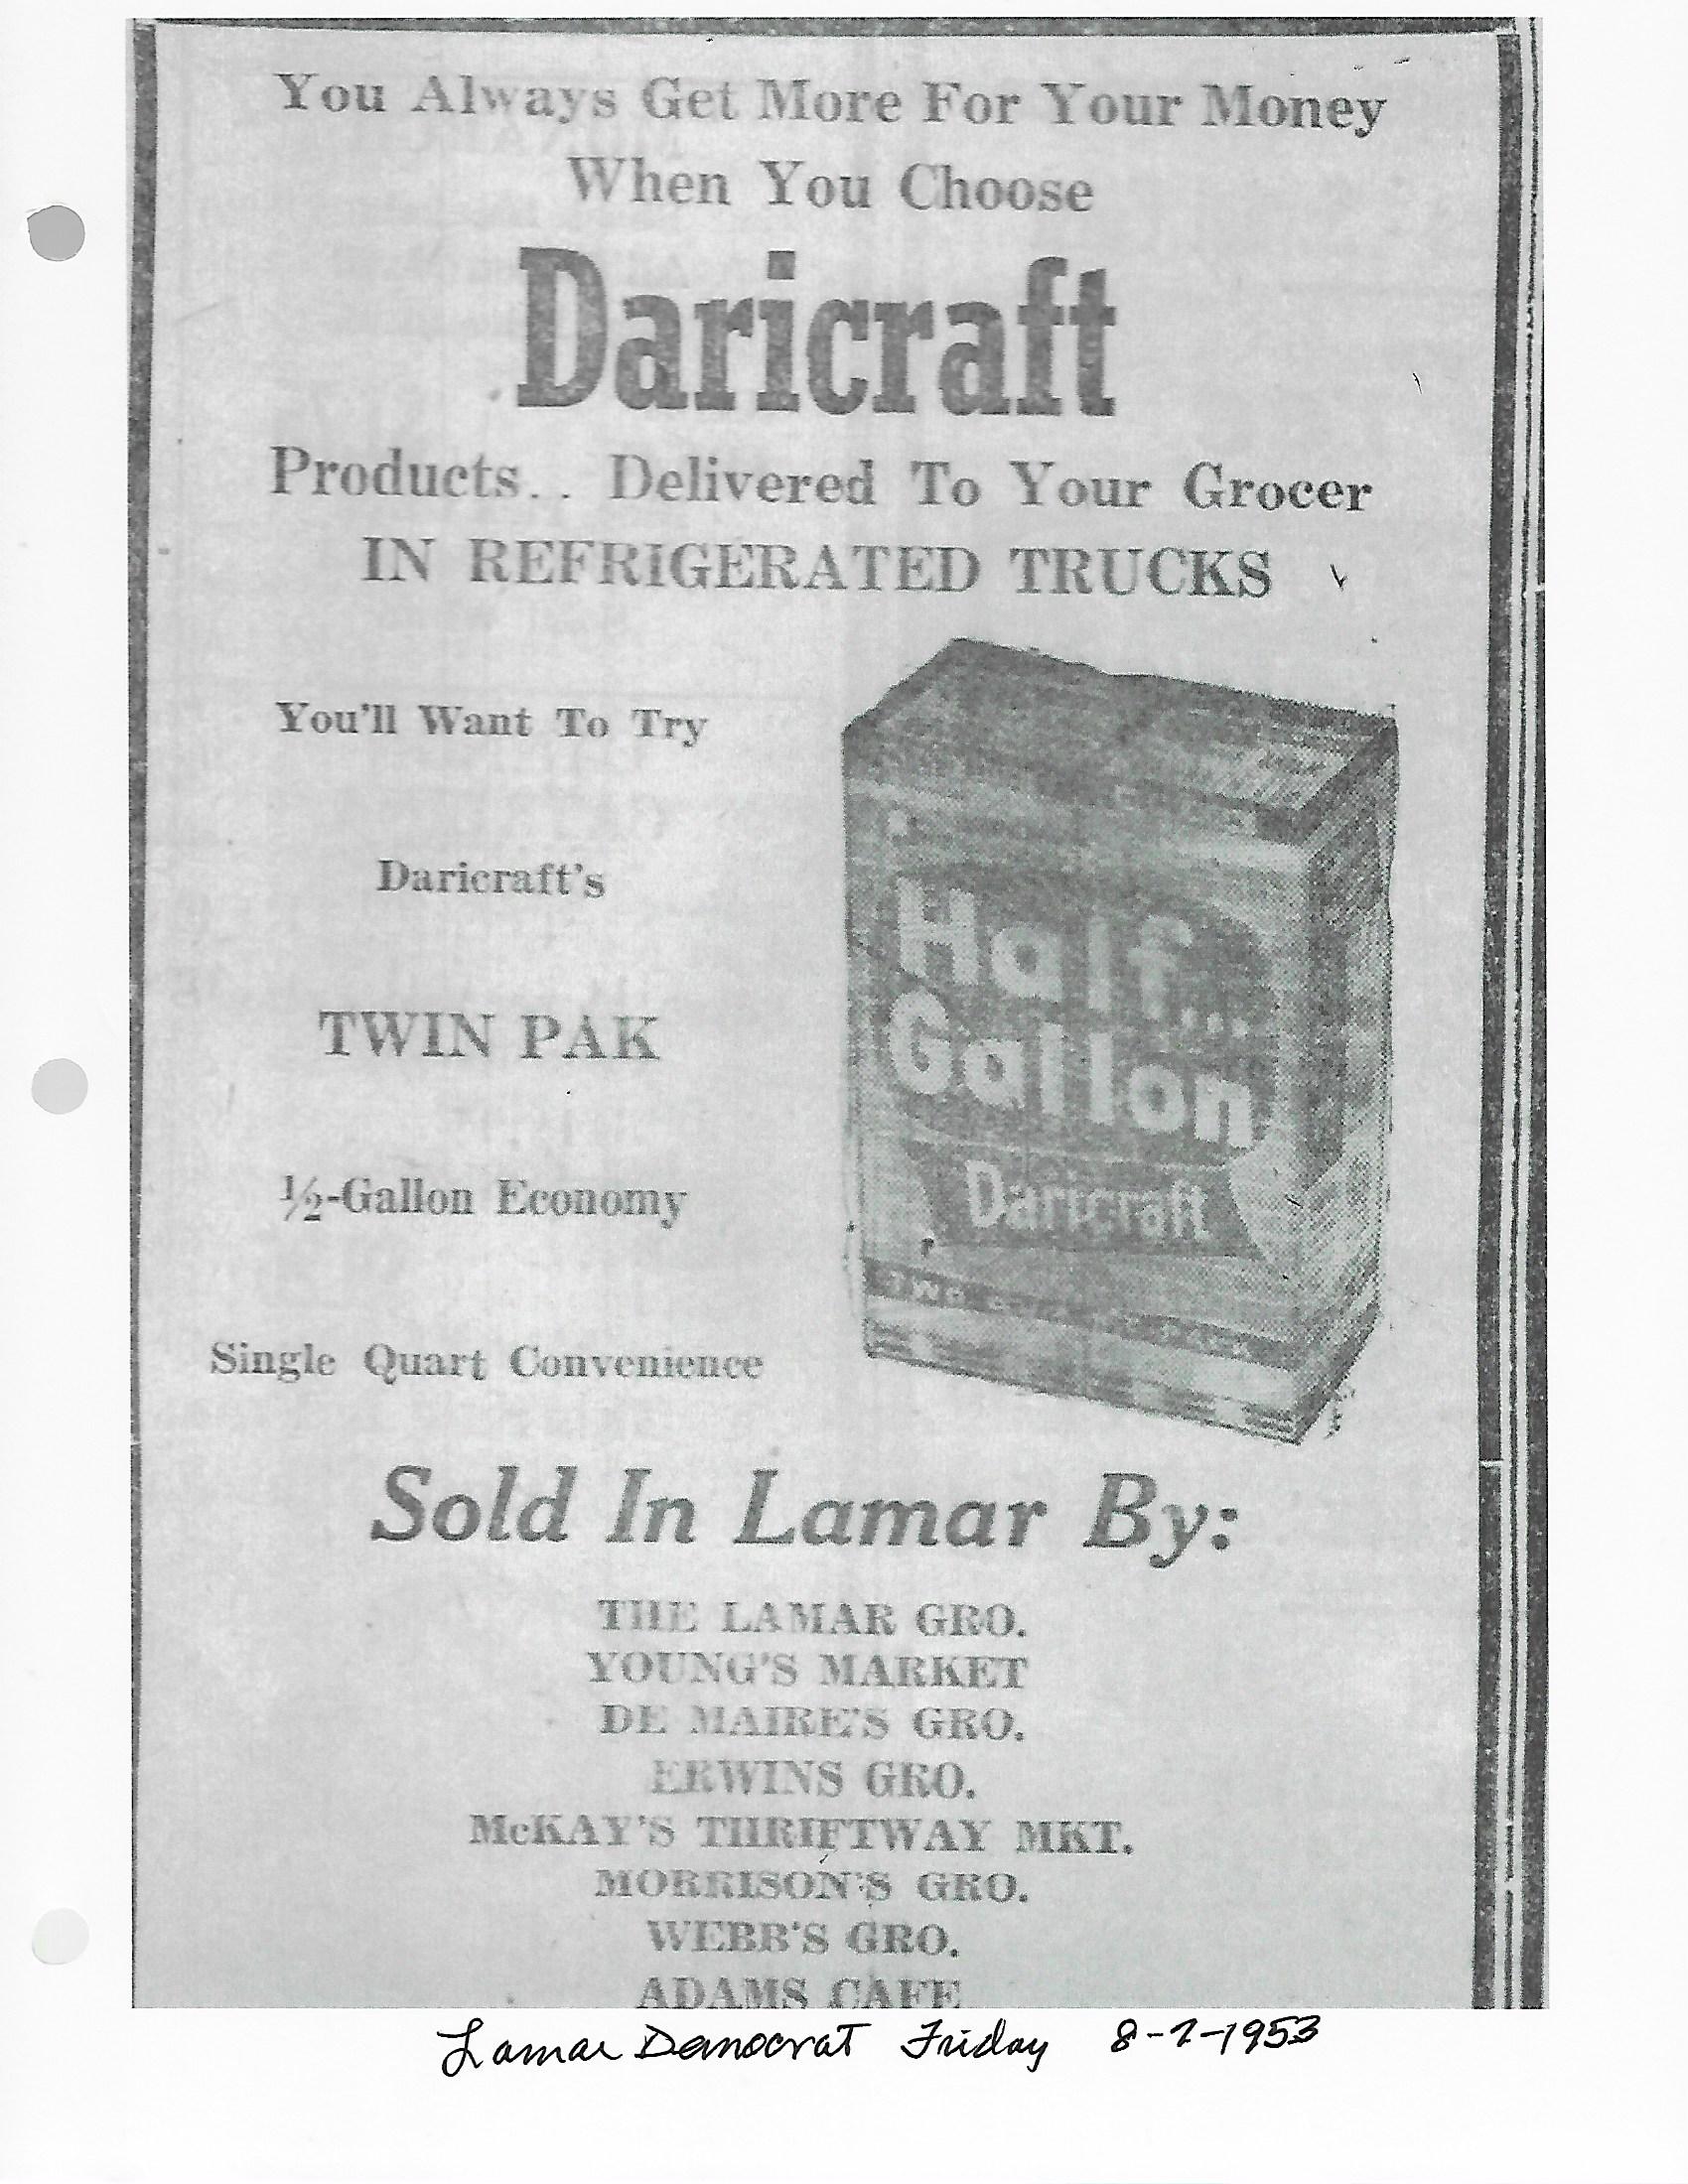 You Always Get More For Your Money
When You Choose
Daricraft
Products.. Delivered To Your Grocer
IN REFRIGERATED TRUCKS
You'll Want To Try
Daricraft's
TWIN PAK
½-Gallon Economy
Single Quart Convenience
Half...
Gallon
Daricraft
TWO
Sold In Lamar By:
THE LAMAR GRO.
YOUNG'S MARKET
DE MAIRE'S GRO.
ERWINS GRO.
McKAY'S THRIFTWAY MKT.
MORRISON'S GRO.
WEBB'S GRO.
ADAMS CAFE
Lamar Democrat Friday 8-7-1953